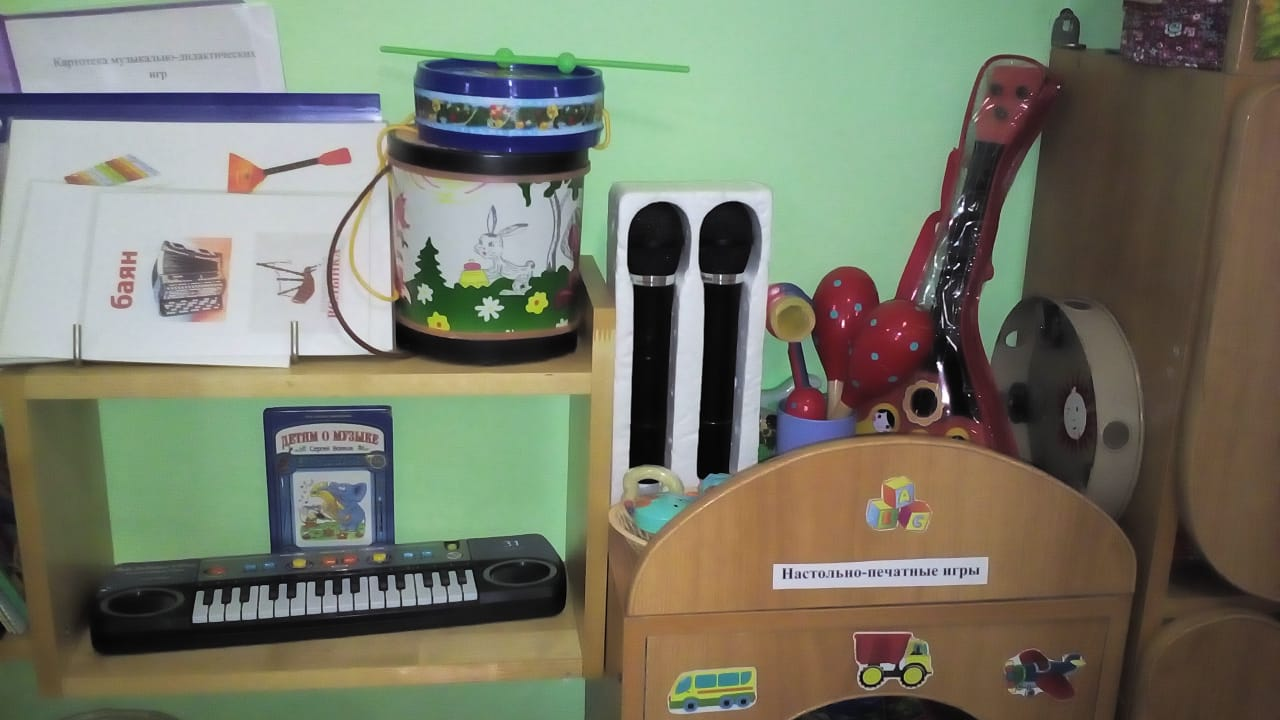 Картотека музыкально-дидактических
игр
баян
ДЕТЯМ О МУЗЫКЕ
Настольно-печатные игры